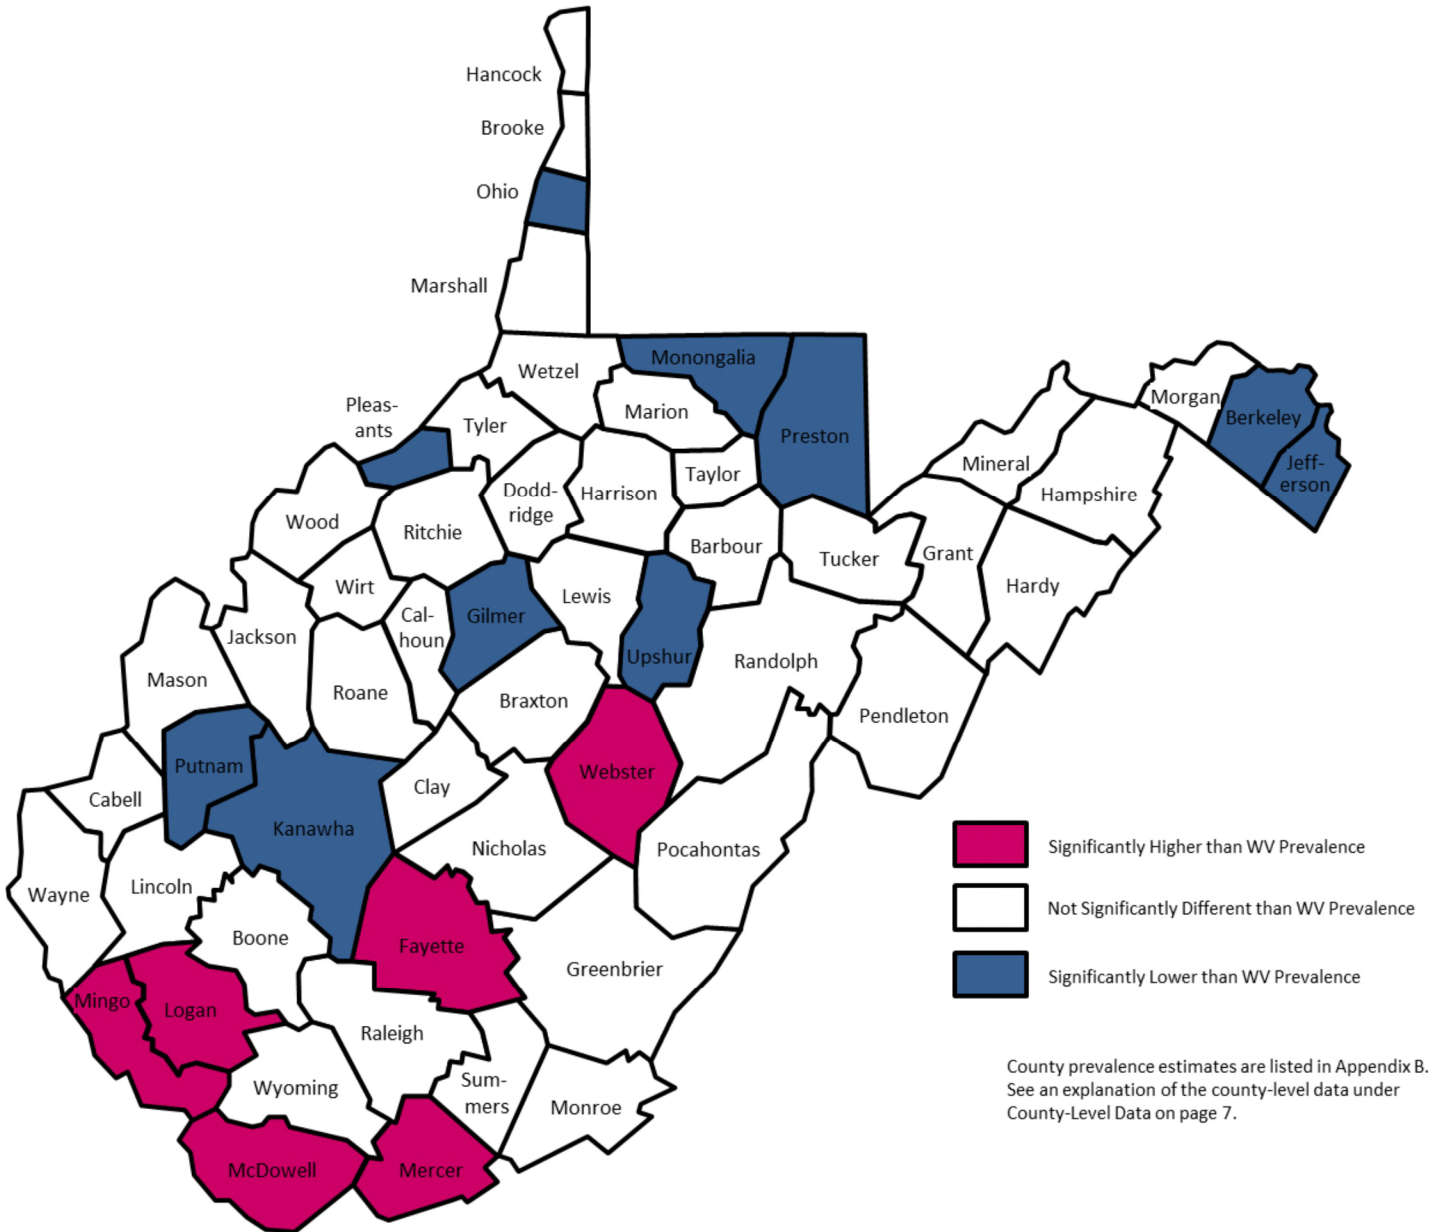 Hancock
Brooke
Ohio
Marshall
Wetzel
Monongalia
Marion
Preston
Pleas-
ants
Tyler
Morgan
Berkeley
Jeff-
erson
Mineral
Hampshire
Wood
Ritchie
Dodd-
ridge
Harrison
Taylor
Barbour
Tucker
Grant
Hardy
Wirt
Cal-
houn
Gilmer
Lewis
Upshur
Randolph
Jackson
Mason
Roane
Braxton
Pendleton
Putnam
Cabell
Kanawha
Clay
Webster
Nicholas
Pocahontas
Wayne
Lincoln
Boone
Fayette
Greenbrier
Mingo
Logan
Raleigh
Wyoming
Sum-
mers
Monroe
McDowell
Mercer
Significantly Higher than WV Prevalence
Not Significantly Different than WV Prevalence
Significantly Lower than WV Prevalence
County prevalence estimates are listed in Appendix B.
See an explanation of the county-level data under
County-Level Data on page 7.